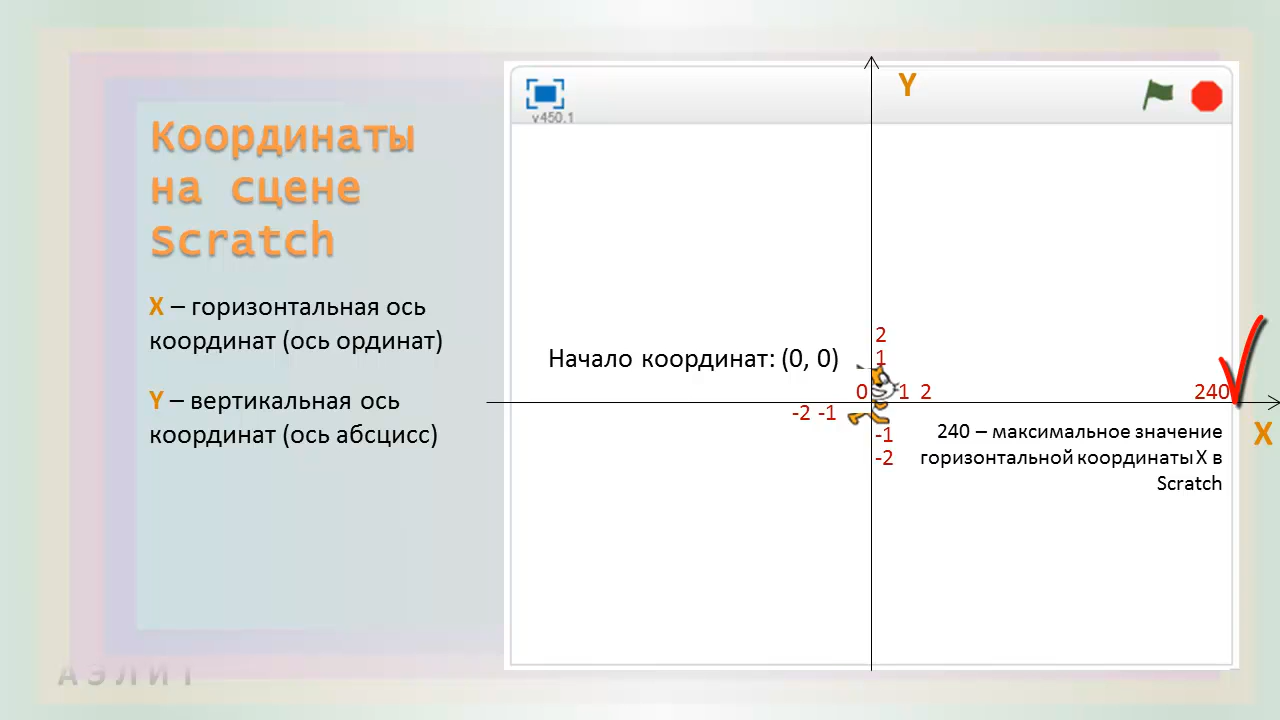 Координаты
на сцене
Scratch
X – горизонтальная ось
координат (ось ординат)
Y – вертикальная ось
координат (ось абсцисс)
v450.1
Y
2
1
Начало координат: (0, 0)
0 1 2 240
-2 -1
-1
-2
X
240 – максимальное значение
горизонтальной координаты X в
Scratch
АЭЛИТ